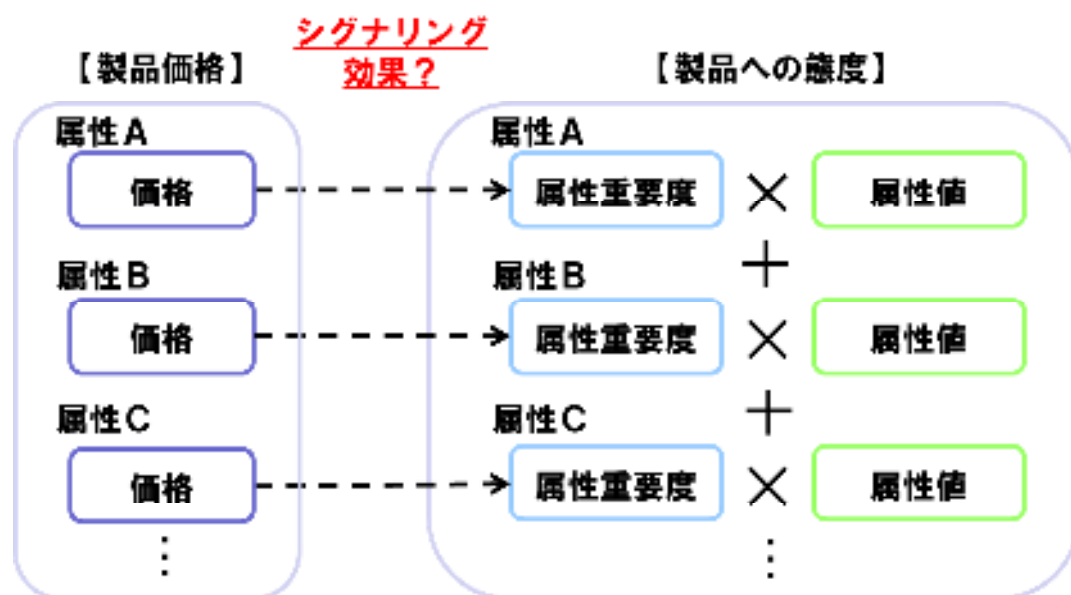 シグナリング
効果？
【製品価格】
【製品への態度】
属性A
価格
属性A
属性重要度
×
属性値
+
属性B
価格
属性B
属性重要度
×
属性値
+
属性C
価格
属性C
属性重要度
×
属性値
⋮
⋮